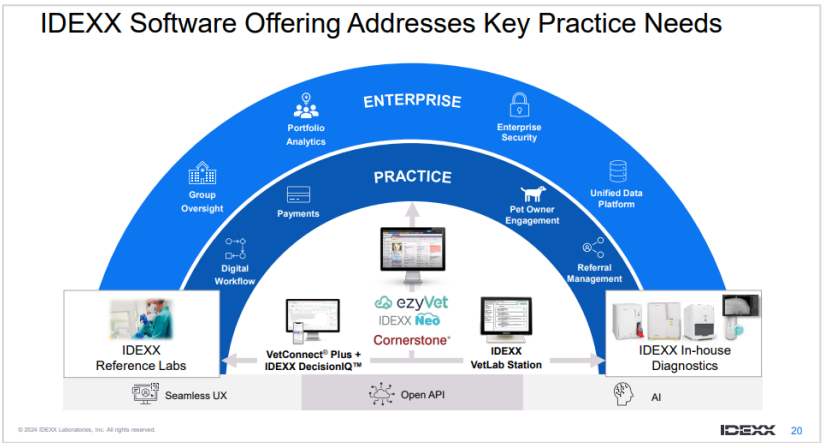 IDEXX Software Offering Addresses Key Practice Needs
ENTERPRISE
Portfolio
Analytics
Enterprise
Security
Group
Oversight
Unified Data
Platform
PRACTICE
Payments
Pet Owner
Engagement
Digital
Workflow
Referral
Management
ezyVet
IDEXX Neo
Cornerstone®
IDEXX
Reference Labs
VetConnect® Plus +
IDEXX DecisionIQ™
IDEXX
VetLab Station
IDEXX In-house
Diagnostics
Seamless UX
Open API
AI
© 2024 IDEXX Laboratories, Inc. All rights reserved.
IDEXX
20